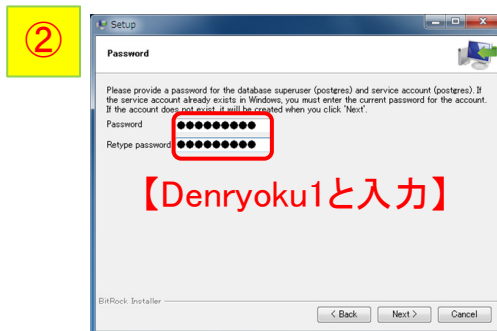 ②
Setup
Password
Please provide a password for the database superuser (postgres) and service account (postgres). If
the service account already exists in Windows, you must enter the current password for the account.
If the account does not exist, it will be created when you click 'Next'.
Password ●●●●●●●●●
Retype password ●●●●●●●●●
【Denryoku1と入力】
BitRock Installer
< Back Next > Cancel